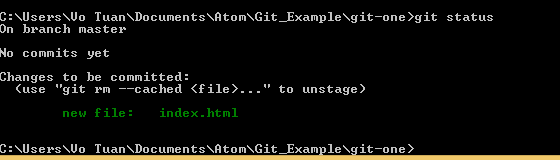 C:\Users\Vo Tuan\Documents\Atom\Git_Example\git-one>git status
On branch master
No commits yet
Changes to be committed:
(use "git rm --cached <file>..." to unstage)
new file: index.html
C:\Users\Vo Tuan\Documents\Atom\Git_Example\git-one>